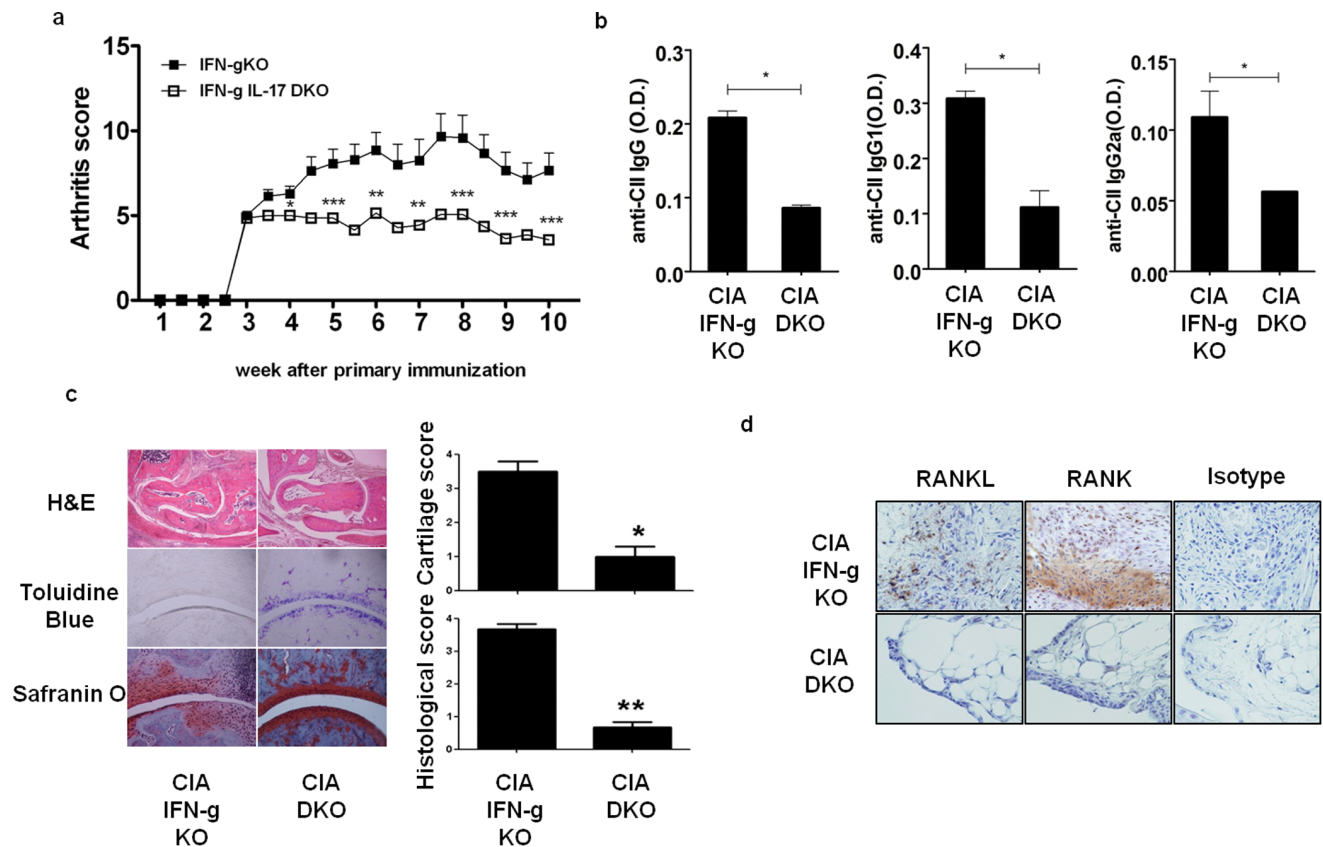 a
15
10
5
0
Arthritis score
IFN-gKO
IFN-g IL-17 DKO
*
***
**
**
***
***
***
1 2 3 4 5 6 7 8 9 10
week after primary immunization
b
anti-CII IgG (O.D.)
0.3
0.2
0.1
0.0
*
CIA
IFN-g
KO
CIA
DKO
anti-CII IgG1(O.D.)
0.4
0.3
0.2
0.1
0.0
*
CIA
IFN-g
KO
CIA
DKO
anti-CII IgG2a(O.D.)
0.15
0.10
0.05
0.00
*
CIA
IFN-g
KO
CIA
DKO
c
H&E
Toluidine
Blue
Safranin O
CIA
IFN-g
KO
CIA
DKO
Cartilage score
4
3
2
1
0
*
Histological score
4
3
2
1
0
**
CIA
IFN-g
KO
CIA
DKO
d
RANKL RANK Isotype
CIA
IFN-g
KO
CIA
DKO